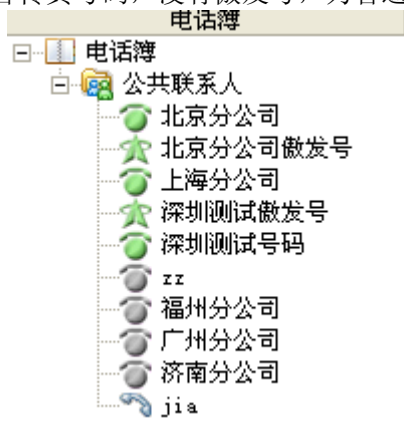 电话簿
电话簿
公共联系人
北京分公司
北京分公司傲发号
上海分公司
深圳测试傲发号
深圳测试号码
zz
福州分公司
广州分公司
济南分公司
jia